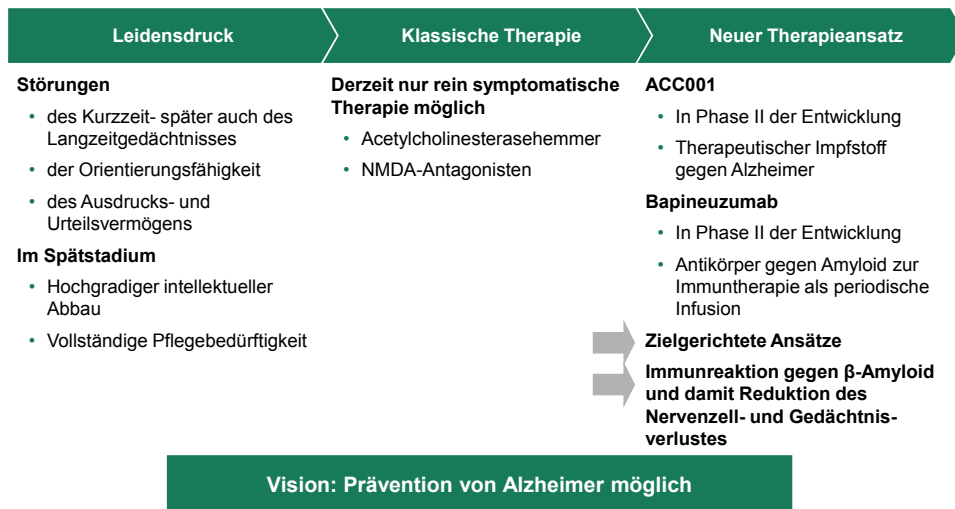 Leidensdruck
Klassische Therapie
Neuer Therapieansatz
Störungen
• des Kurzzeit- später auch des
Langzeitgedächtnisses
• der Orientierungsfähigkeit
• des Ausdrucks- und
Urteilsvermögens
Im Spätstadium
• Hochgradiger intellektueller
Abbau
• Vollständige Pflegebedürftigkeit
Derzeit nur rein symptomatische
Therapie möglich
• Acetylcholinesterasehemmer
• NMDA-Antagonisten
ACC001
• In Phase II der Entwicklung
• Therapeutischer Impfstoff
gegen Alzheimer
Bapineuzumab
• In Phase II der Entwicklung
• Antikörper gegen Amyloid zur
Immuntherapie als periodische
Infusion
Zielgerichtete Ansätze
Immunreaktion gegen β-Amyloid
und damit Reduktion des
Nervenzell- und Gedächtnis-
verlustes
Vision: Prävention von Alzheimer möglich